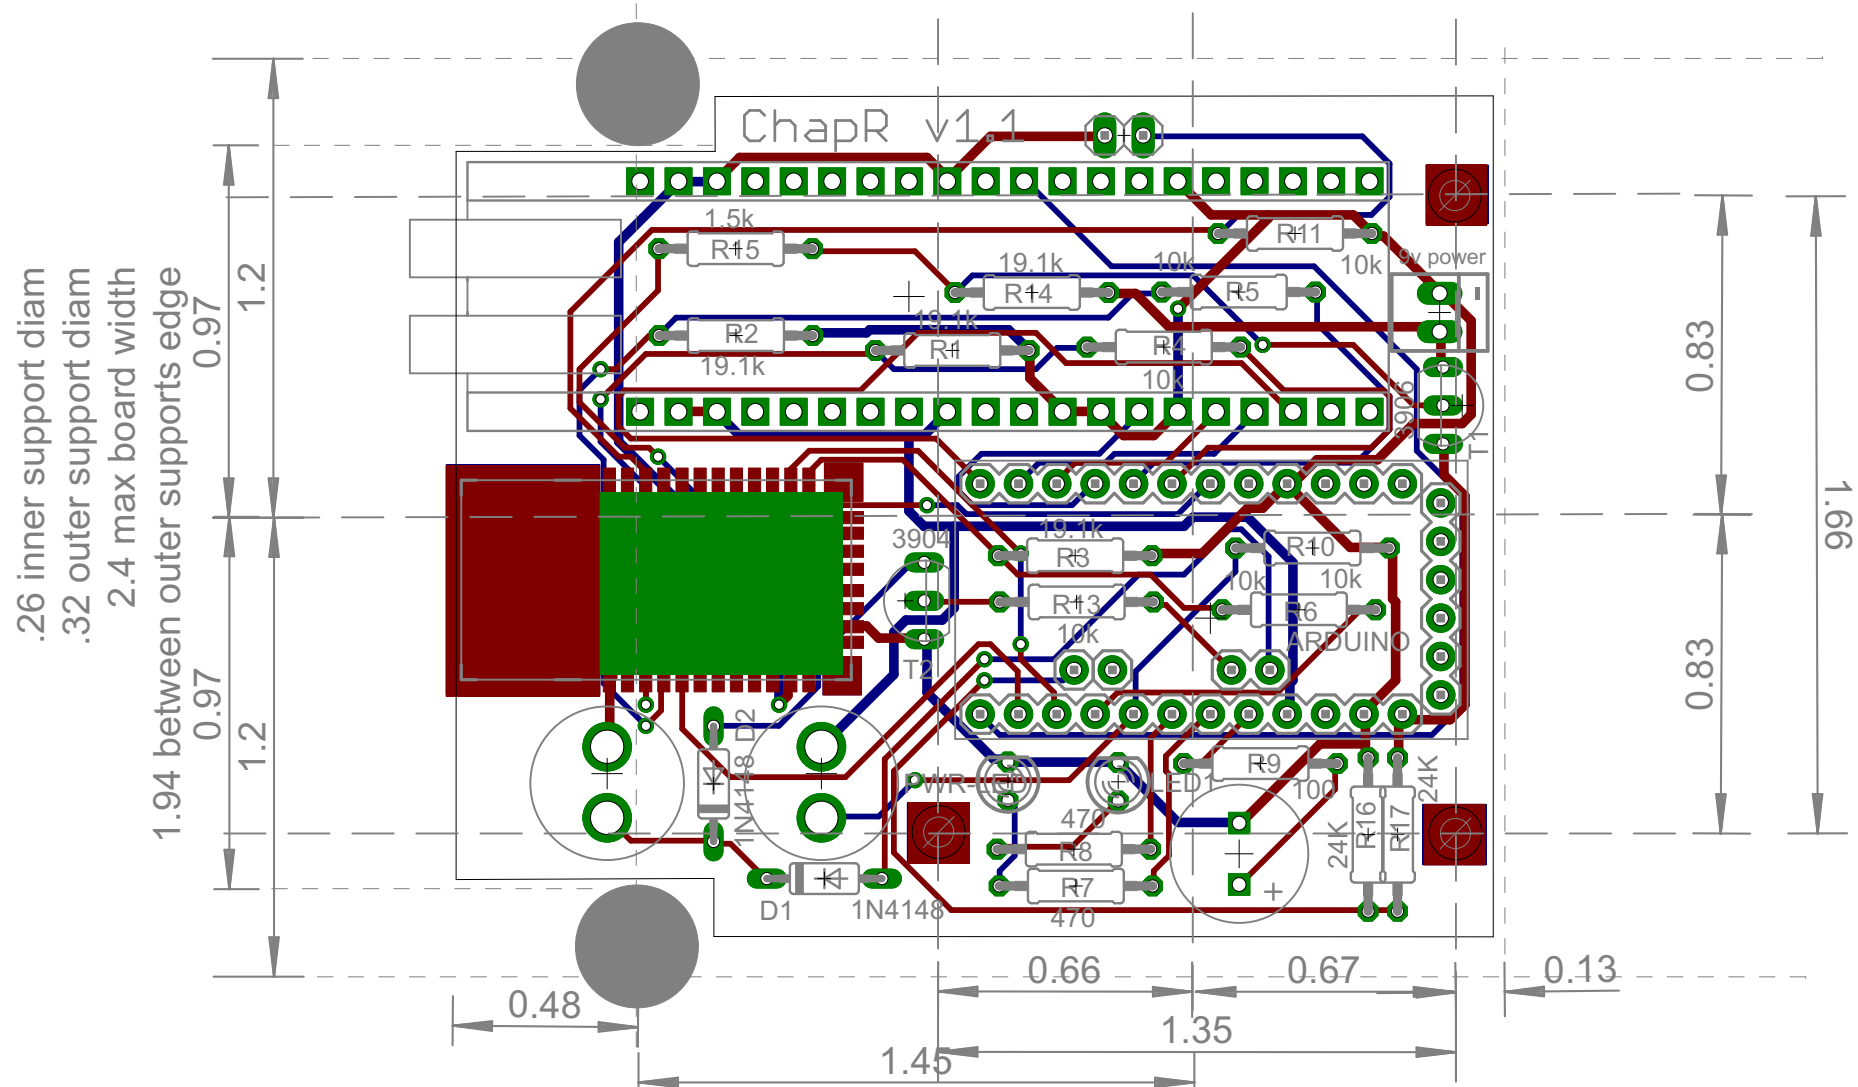 ChapR v1.1
1.5k
R15
19.1k
R14
10k
R5
R11
10k
9v power
-
R2
19.1k
19.1k
R1
R4
10k
3906
T1
3904
T2
19.1k
R3
R13
10k
R10
10k
10k
R6
ARDUINO
D2
1N4148
D1
1N4148
PWR-LED
LED1
R9
100
470
R8
R7
470
+
24K
R16
R17
24K
.26 inner support diam
.32 outer support diam
2.4 max board width
1.94 between outer supports edge
0.97
1.2
0.97
1.2
0.83
0.83
1.66
0.66
0.67
0.13
0.48
1.35
1.45